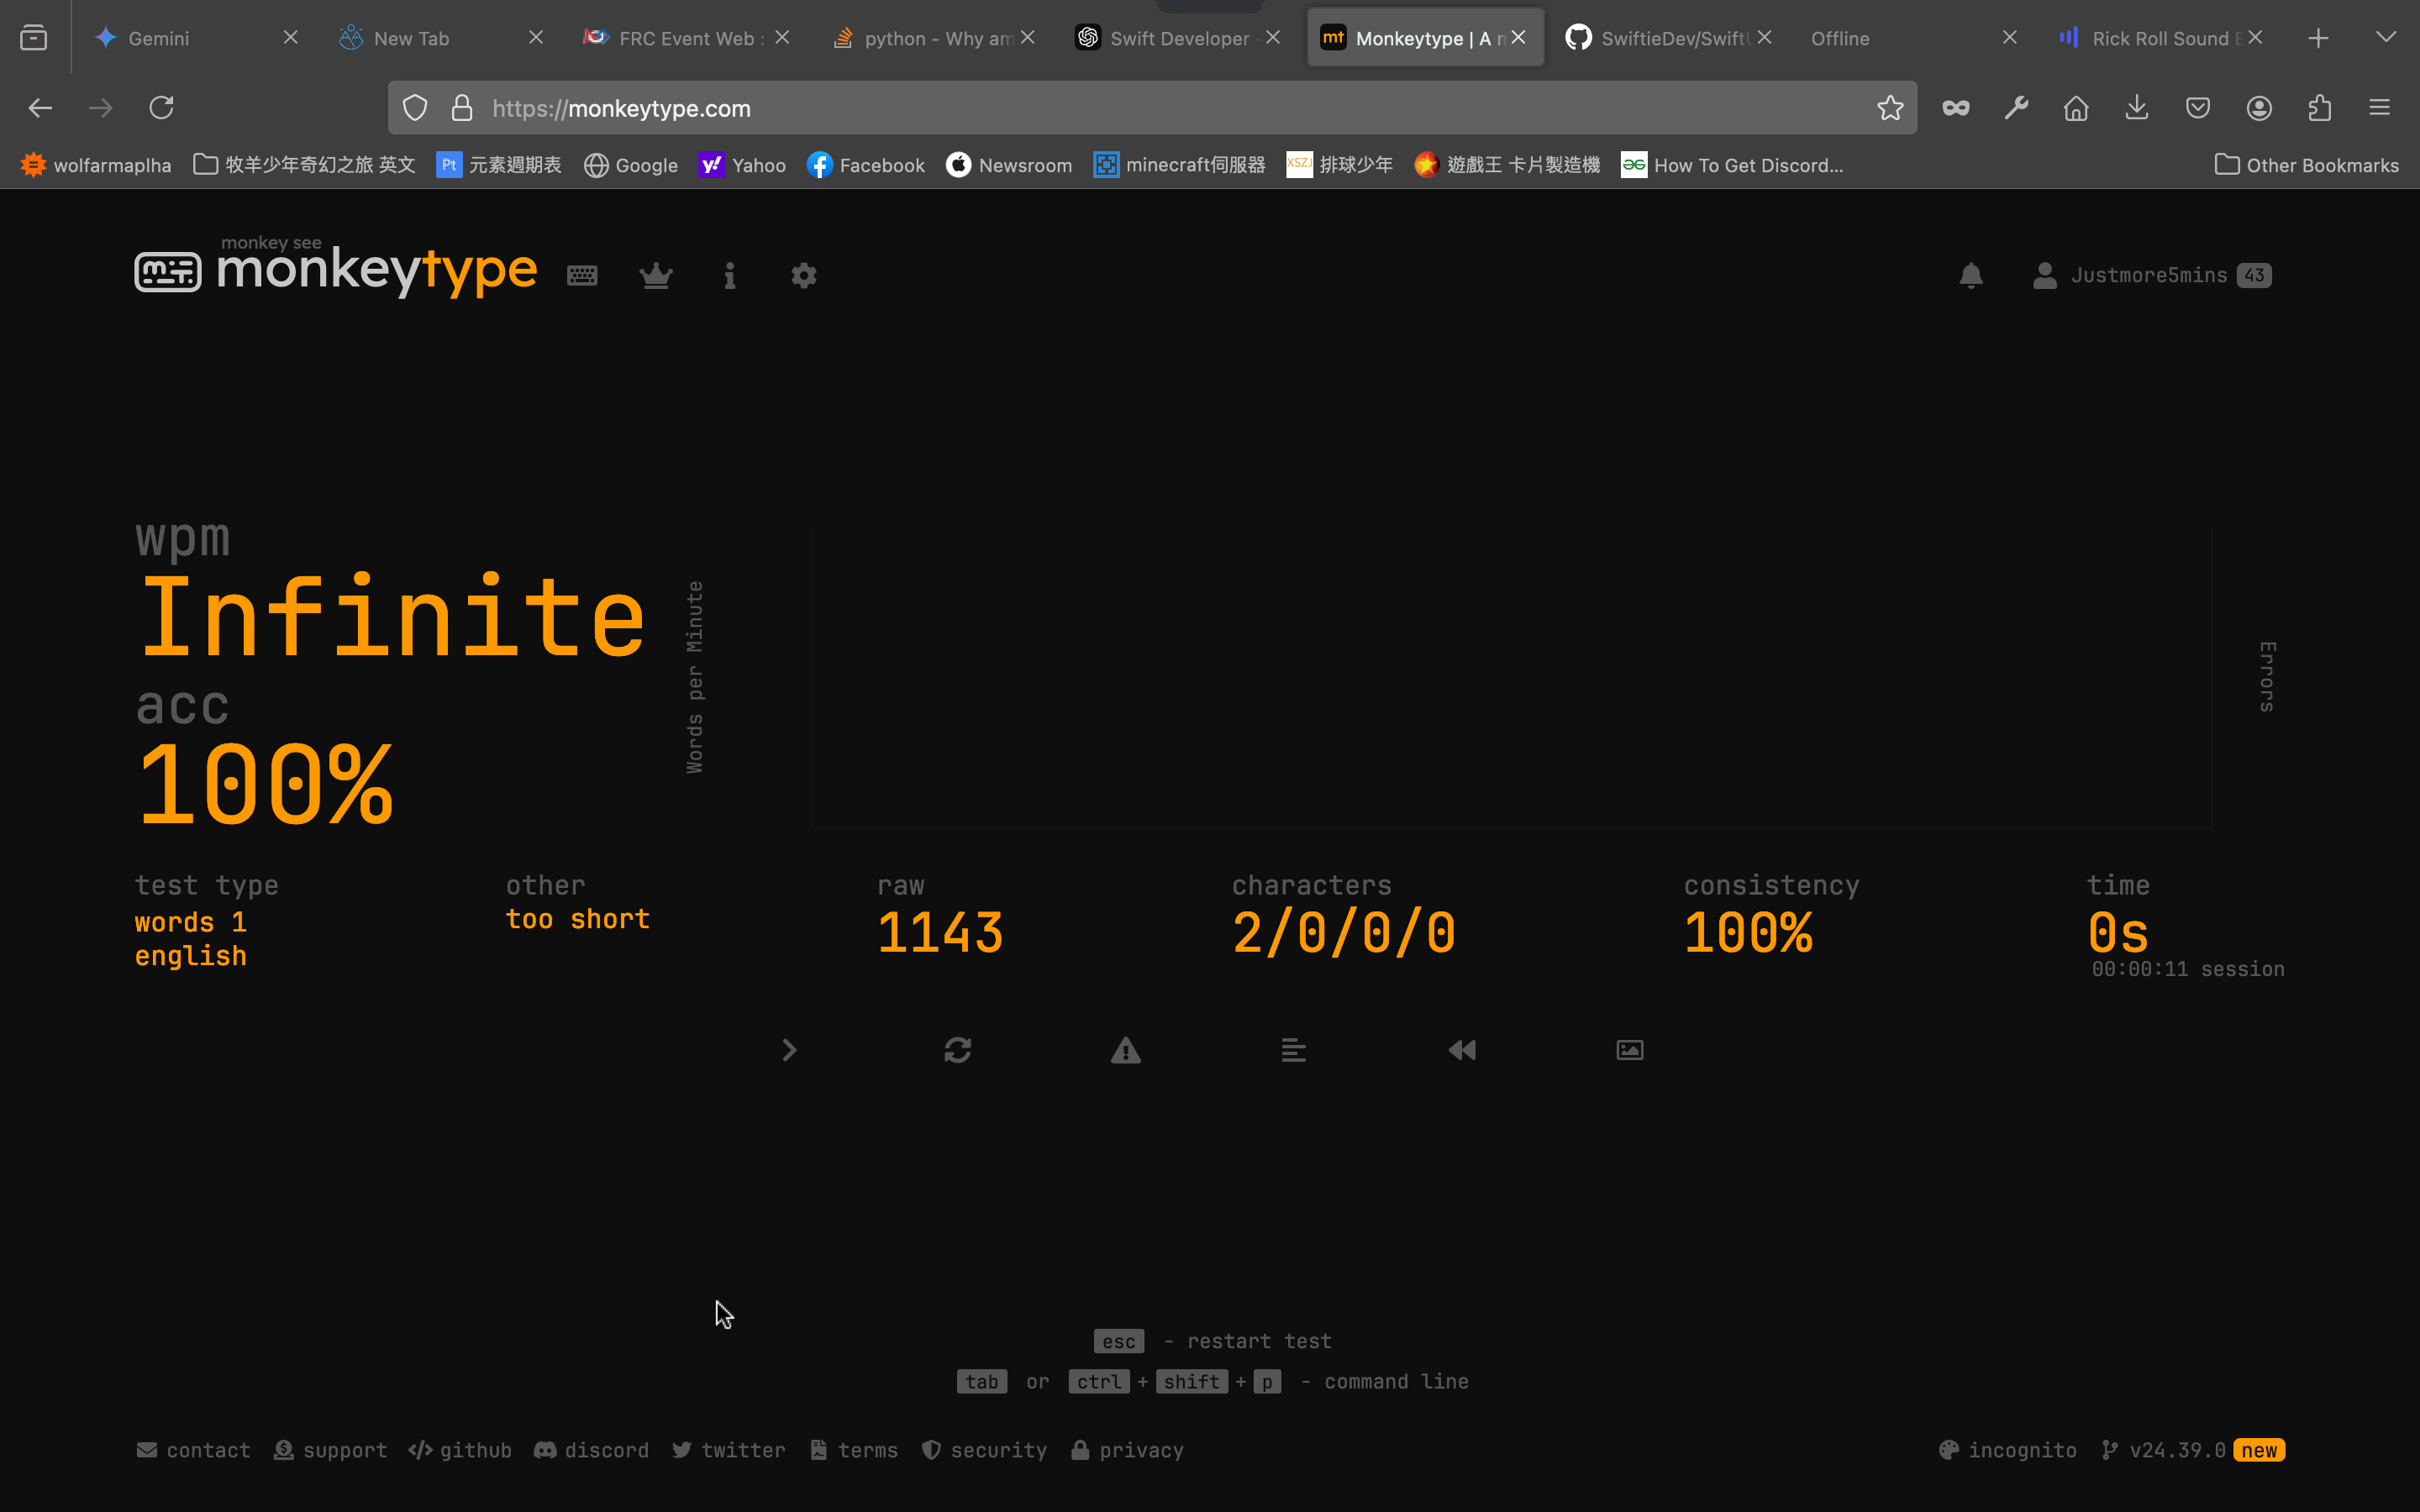 Gemini
New Tab
FRC Event Web :
python - Why am
Swift Developer
Monkeytype | A
SwiftieDev/Swift
Offline
Rick Roll Sound
https://monkeytype.com
wolfarmaplha
牧羊少年奇幻之旅 英文
Pt 元素週期表
Google
Yahoo
Facebook
Newsroom
minecraft伺服器
XSZJ 排球少年
遊戲王 卡片製造機
How To Get Discord...
Other Bookmarks
monkey see
monkeytype
Justmore5mins 43
wpm
Infinite
acc
100%
Words per Minute
Errors
test type
words 1
english
other
too short
raw
1143
characters
2/0/0/0
consistency
100%
time
0s
00:00:11 session
esc - restart test
tab or ctrl + shift + p - command line
contact
support
github
discord
twitter
terms
security
privacy
incognito
v24.39.0 new